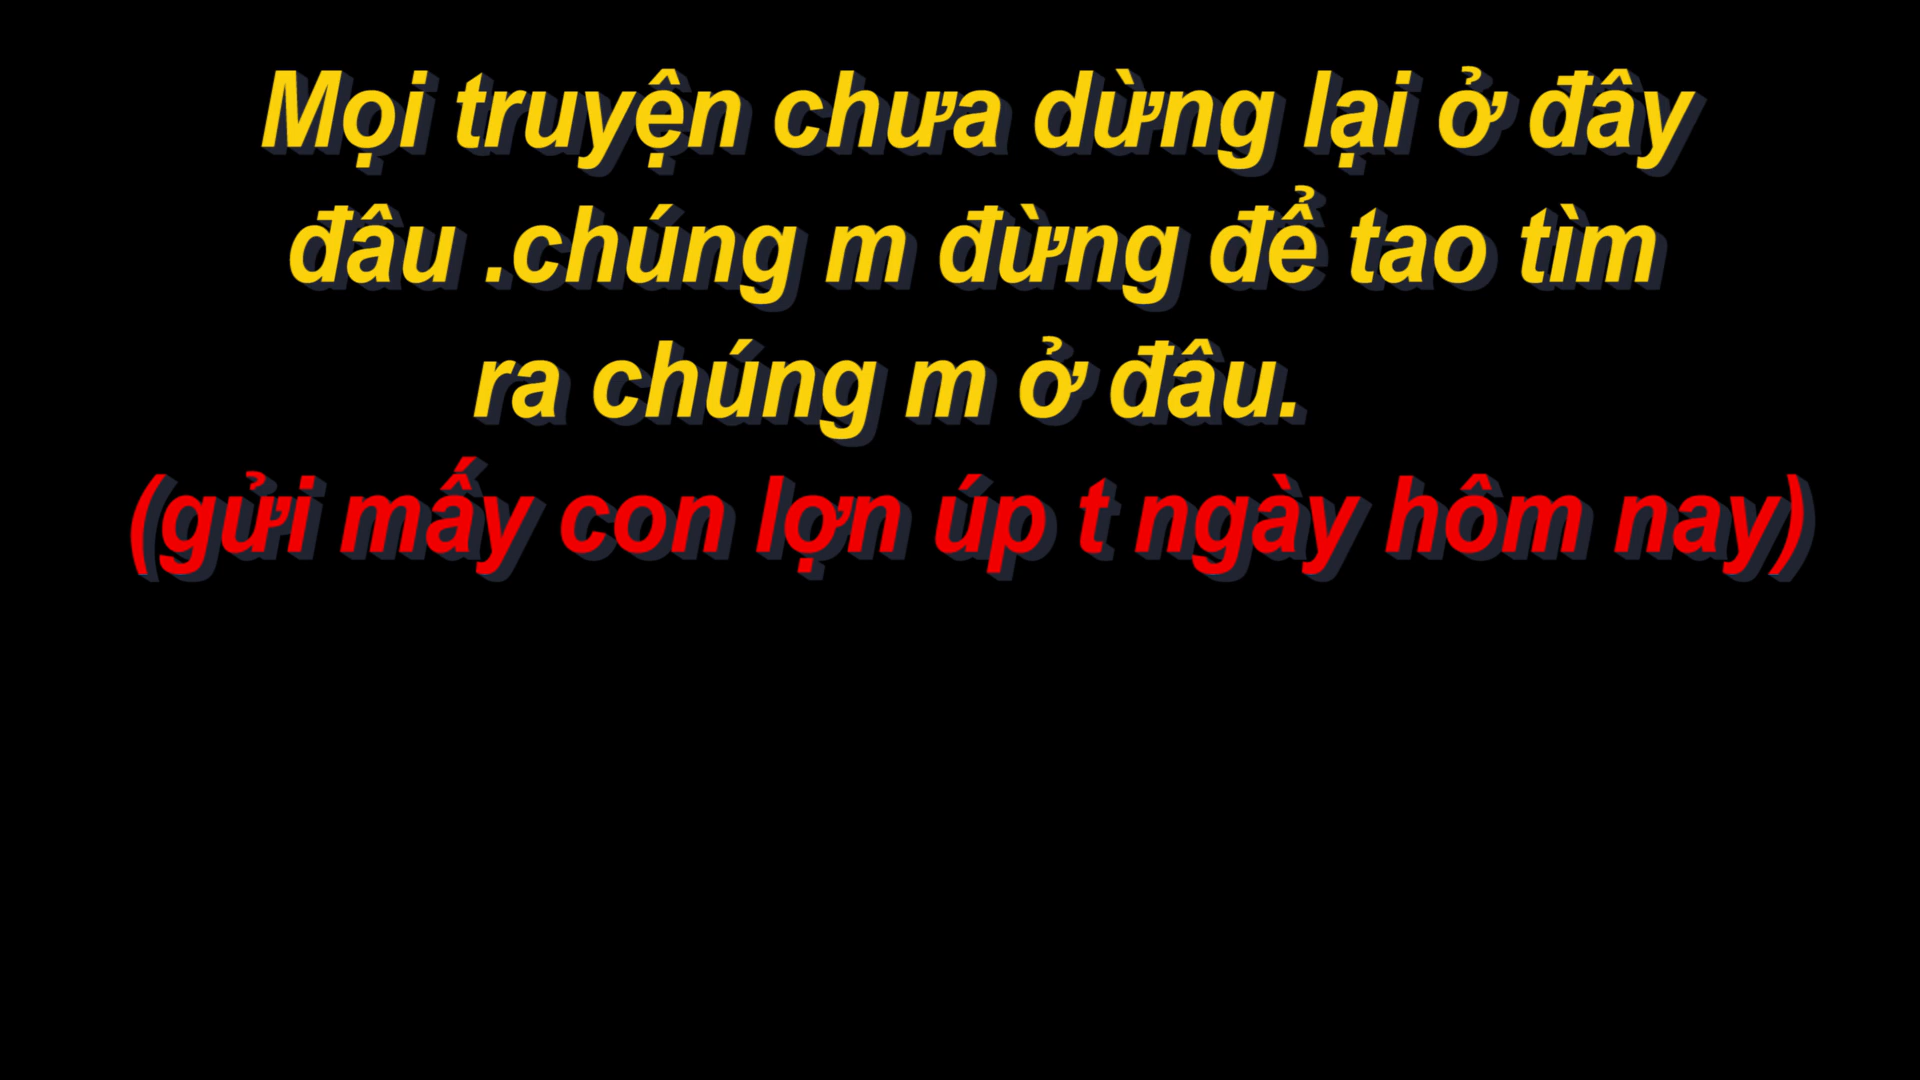 Mọi truyện chưa dừng lại ở đây
đâu .chúng m đừng để tao tìm
ra chúng m ở đâu.
(gửi mấy con lợn úp t ngày hôm nay)